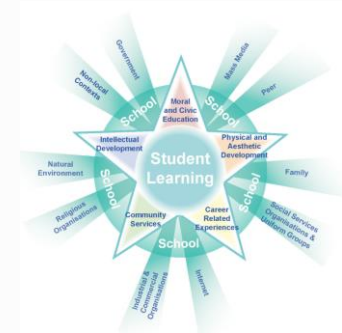 Government
Mass Media
Non-local
Contexts
Peer
School
School
Moral
and Civic
Education
Intellectual
Development
Physical and
Aesthetic
Development
Student
Learning
Natural
Environment
Family
School
School
Religious
Organisations
Social Services
Organisations &
Uniform Groups
Community
Services
Career
Related
Experiences
School
Industrial &
Commercial
Organisations
Internet